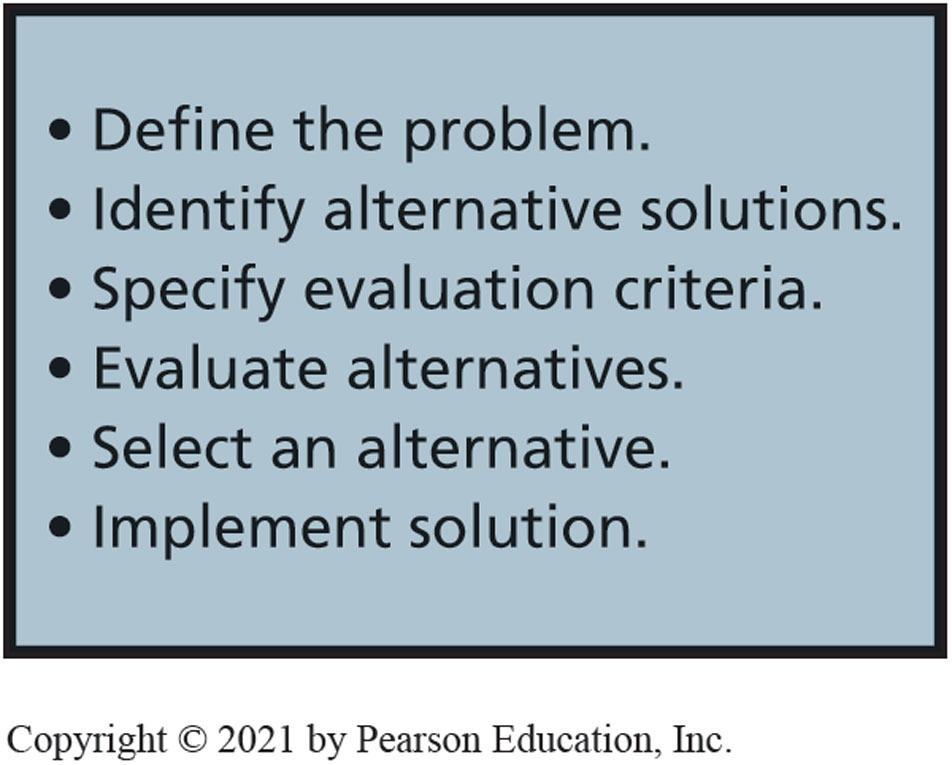 • Define the problem.
• Identify alternative solutions.
• Specify evaluation criteria.
• Evaluate alternatives.
• Select an alternative.
• Implement solution.
Copyright © 2021 by Pearson Education, Inc.